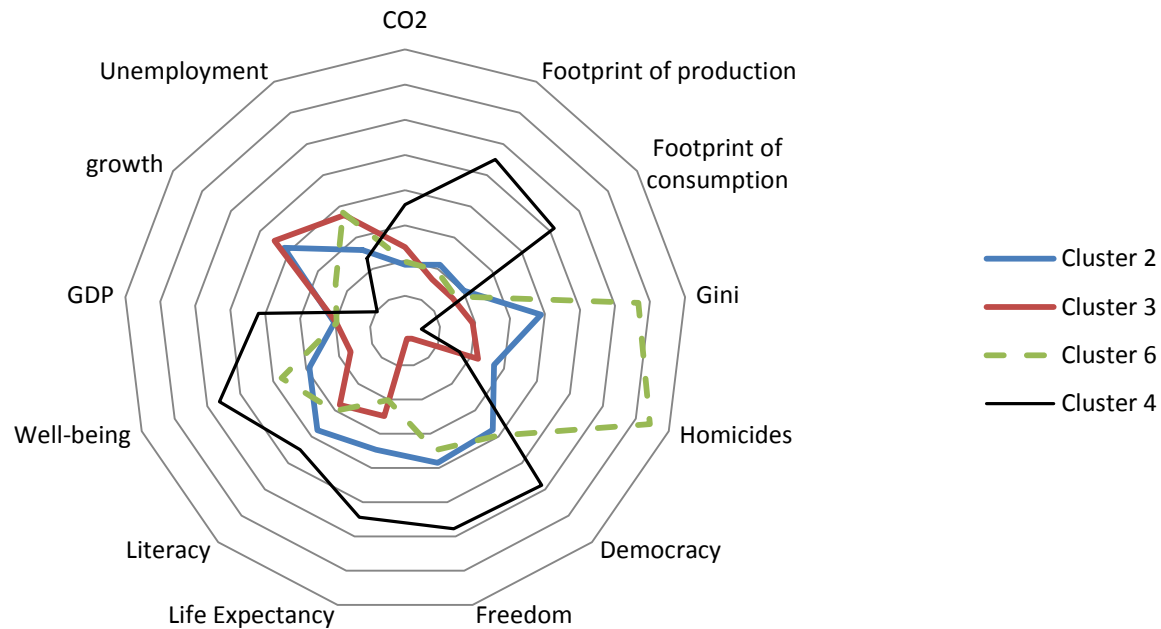 CO2
Unemployment
Footprint of production
growth
Footprint of
consumption
GDP
Gini
Well-being
Homicides
Literacy
Democracy
Life Expectancy
Freedom
Cluster 2
Cluster 3
Cluster 6
Cluster 4